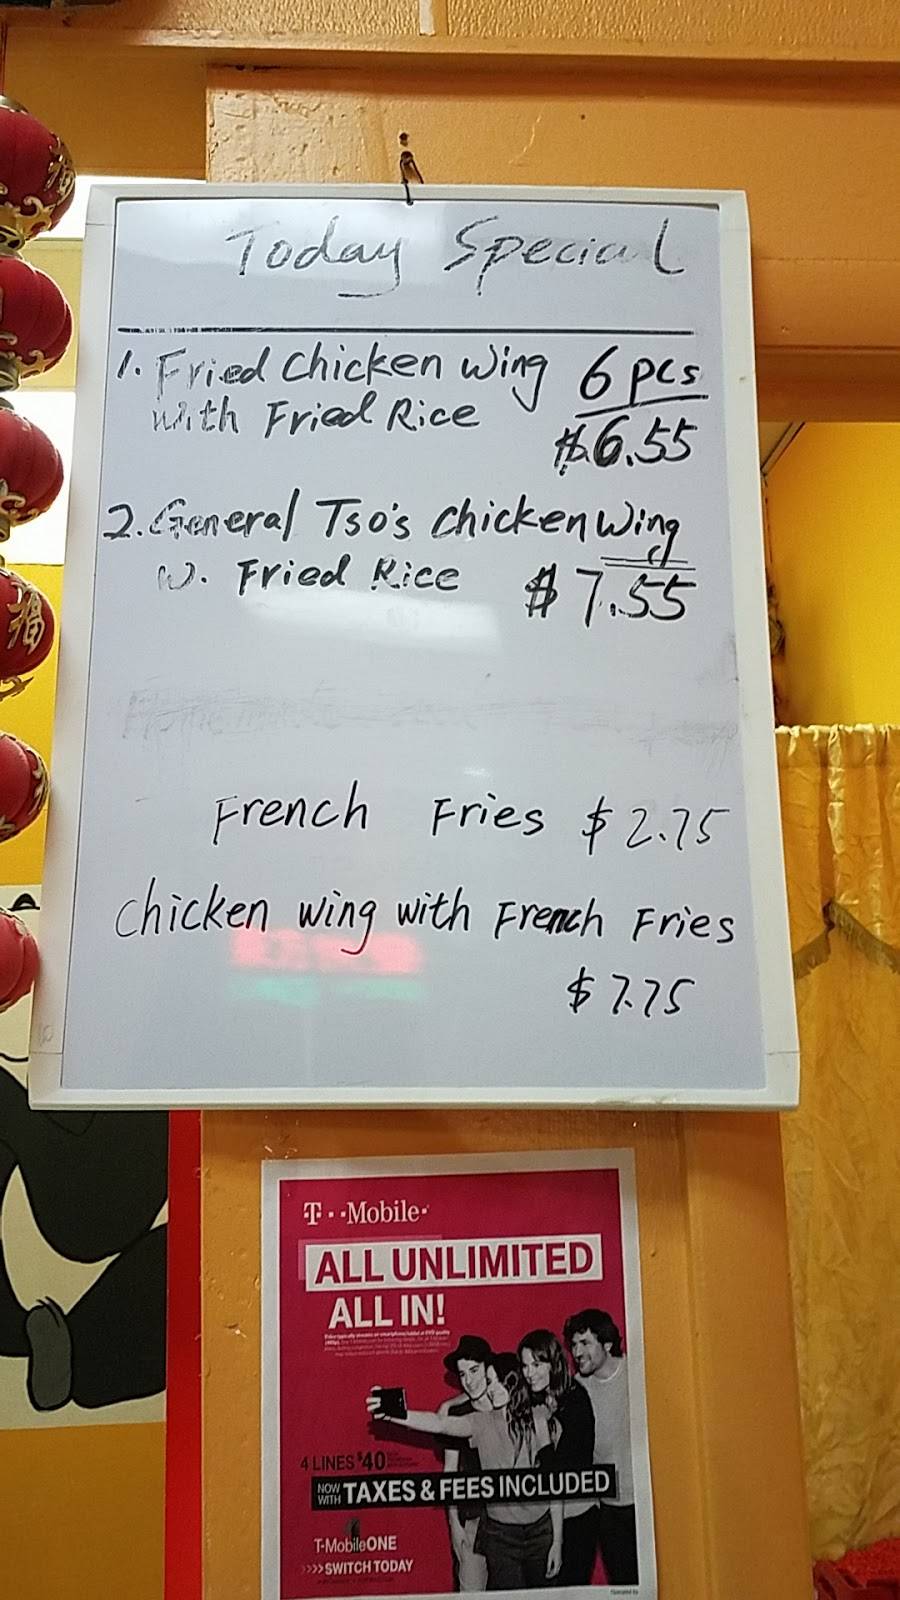 Today Special
1. Fried Chicken Wing 6 pcs
with Fried Rice $6.55
2. General Tso's Chicken Wing
w. Fried Rice $7.55
French Fries $2.75
Chicken wing with French Fries
$7.75
福
T··Mobile·
ALL UNLIMITED
ALL IN!
4 LINES $40
NOW WITH TAXES & FEES INCLUDED
T-MobileONE
>>>>SWITCH TODAY